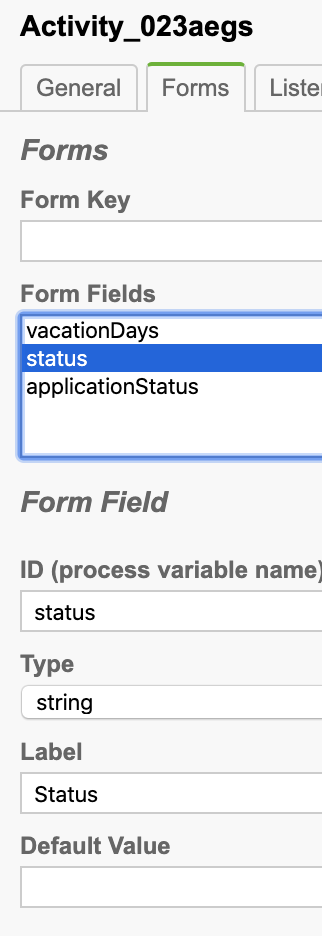 Activity_023aegs
General
Forms
Forms
Form Key
Form Fields
vacationDays
status
applicationStatus
Form Field
ID (process variable name)
status
Type
string
Label
Status
Default Value